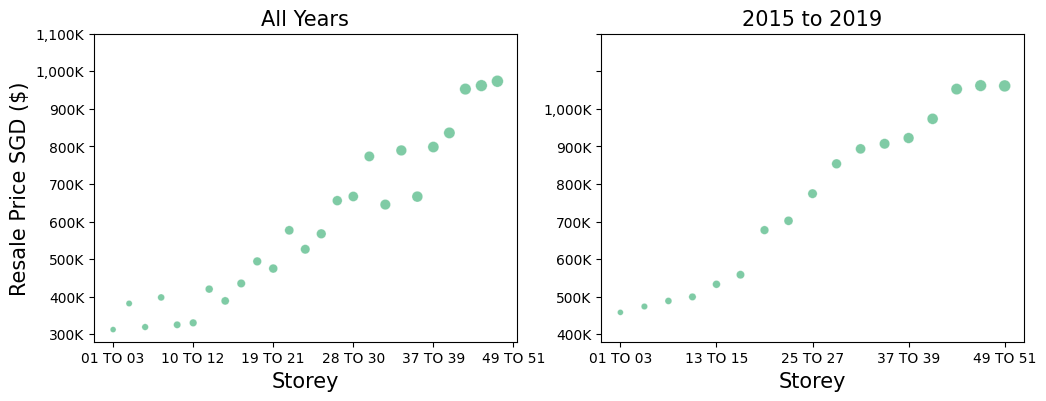 All Years
2015 to 2019
1,100K
1,000K
900K
800K
700K
600K
500K
400K
300K
Resale Price SGD ($)
01 TO 03
10 TO 12
19 TO 21
28 TO 30
37 TO 39
49 TO 51
Storey
1,000K
900K
800K
700K
600K
500K
400K
01 TO 03
13 TO 15
25 TO 27
37 TO 39
49 TO 51
Storey